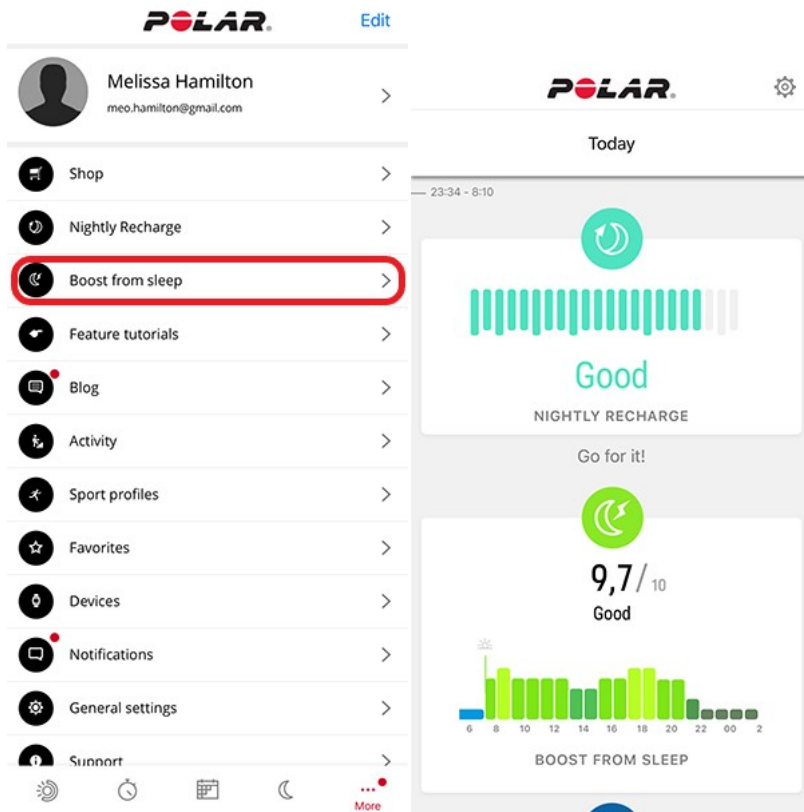 POLAR.
Edit
Melissa Hamilton
meo.hamilton@gmail.com
Shop
Nightly Recharge
Boost from sleep
Feature tutorials
Blog
Activity
Sport profiles
Favorites
Devices
Notifications
General settings
Support
More
POLAR.
Today
23:34 - 8:10
Good
NIGHTLY RECHARGE
Go for it!
9,7/ 10
Good
6 8 10 12 14 16 18 20 22 00 2
BOOST FROM SLEEP